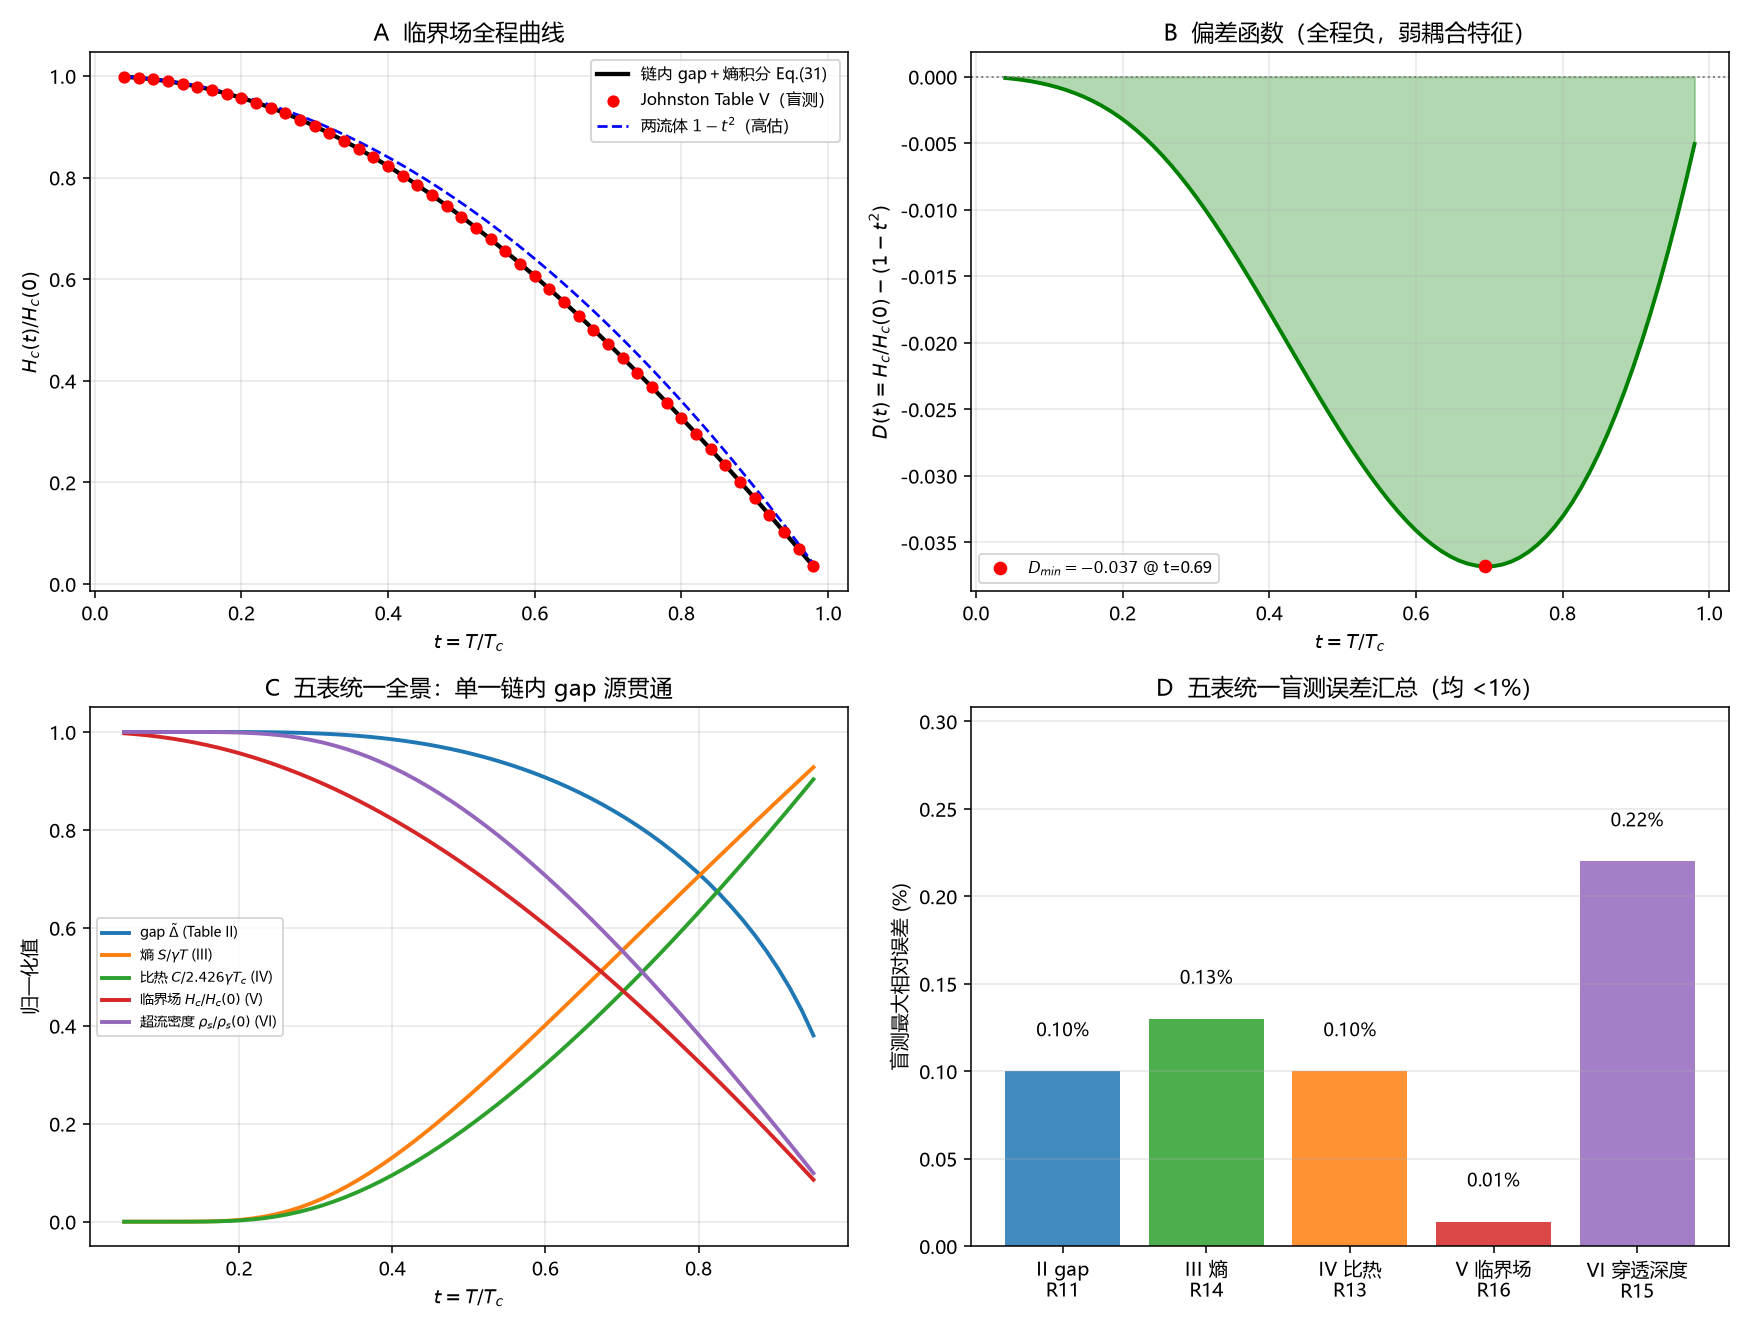 A 临界场全程曲线
链内 gap + 熵积分 Eq.(31)
Johnston Table V（盲测）
两流体 1 − t²（高估）
1.0
0.8
0.6
0.4
0.2
0.0
H_c(t)/H_c(0)
0.0 0.2 0.4 0.6 0.8 1.0
t = T/T_c
B 偏差函数（全程负，弱耦合特征）
0.000
-0.005
-0.010
-0.015
-0.020
-0.025
-0.030
-0.035
D(t) = H_c/H_c(0) − (1 − t²)
D_min = −0.037 @ t=0.69
0.0 0.2 0.4 0.6 0.8 1.0
t = T/T_c
C 五表统一全景：单一链内 gap 源贯通
1.0
0.8
0.6
0.4
0.2
0.0
归一化值
gap Δ̃ (Table II)
熵 S/γT (III)
比热 C/2.426γT_c (IV)
临界场 H_c/H_c(0) (V)
超流密度 ρ_s/ρ_s(0) (VI)
0.2 0.4 0.6 0.8
t = T/T_c
D 五表统一盲测误差汇总（均 <1%）
0.30
0.25
0.20
0.15
0.10
0.05
0.00
盲测最大相对误差 (%)
0.10%
0.13%
0.10%
0.01%
0.22%
II gap
R11
III 熵
R14
IV 比热
R13
V 临界场
R16
VI 穿透深度
R15